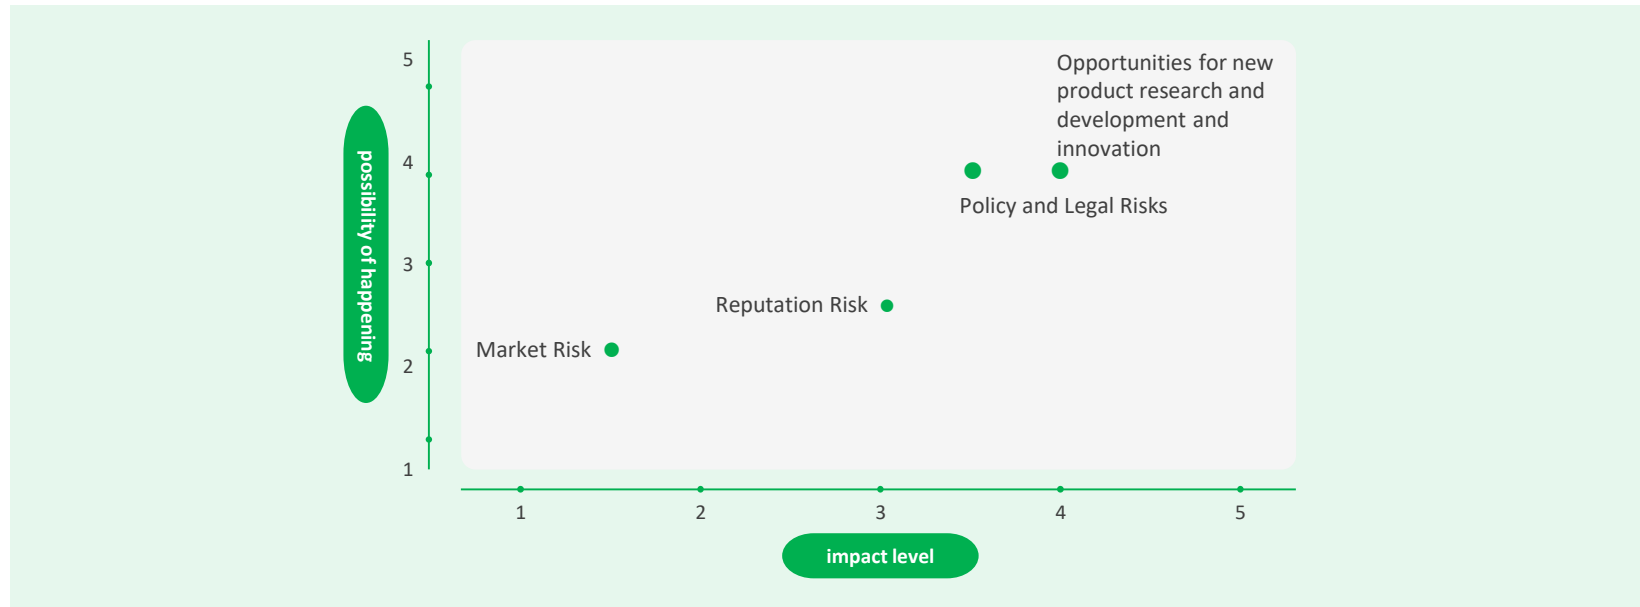 5
4
3
2
1
possibility of happening
Opportunities for new
product research and
development and
innovation
Policy and Legal Risks
Reputation Risk
Market Risk
1
2
3
4
5
impact level